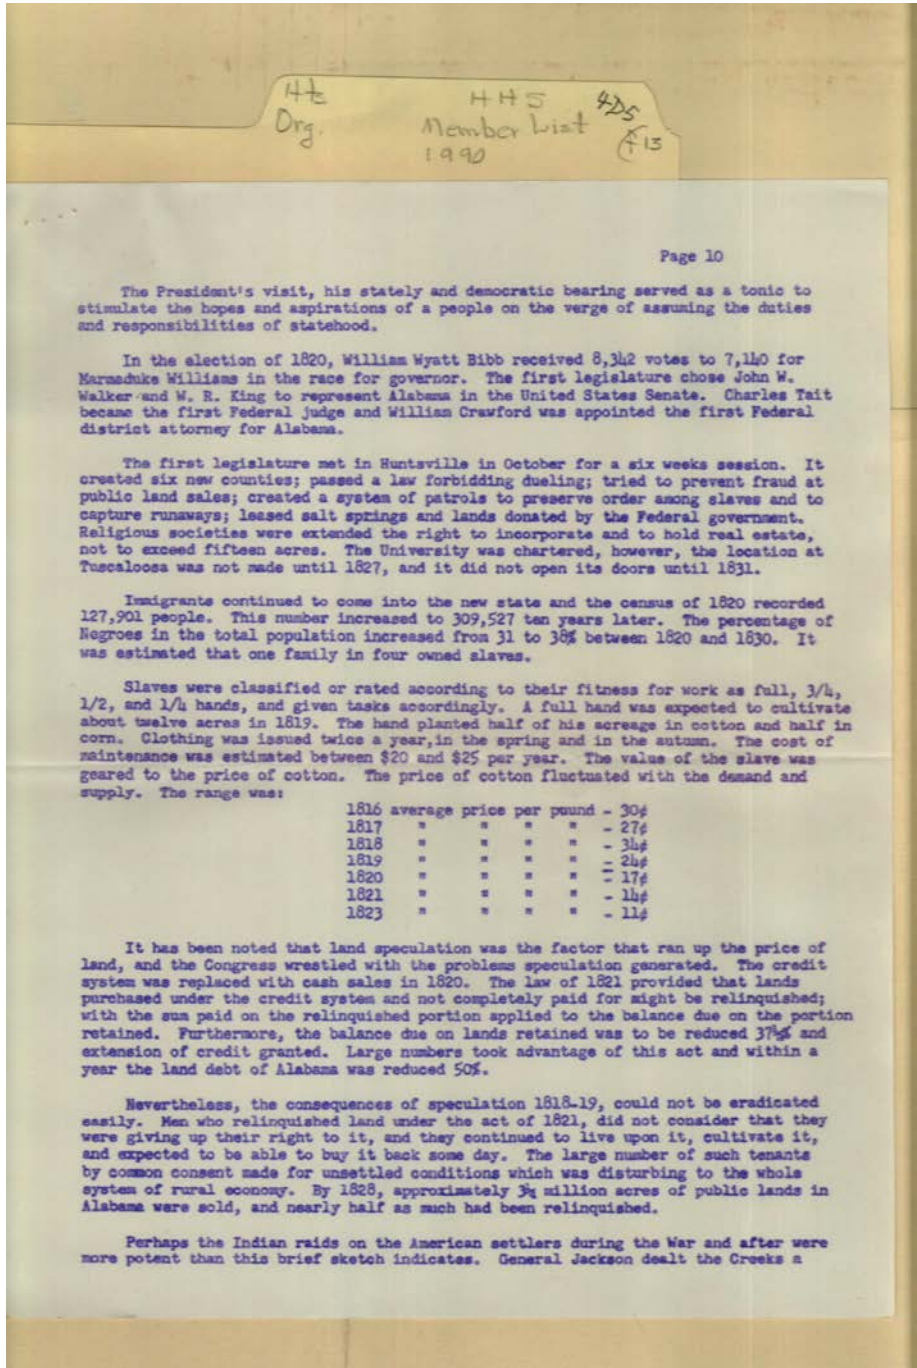 Hts HHS 4D5
Org. Member List F13
1990
Page 10
The President's visit, his stately and democratic bearing served as a tonic to
stimulate the hopes and aspirations of a people on the verge of assuming the duties
and responsibilities of statehood.
In the election of 1820, William Wyatt Bibb received 8,342 votes to 7,140 for
Marmaduke Williams in the race for governor. The first legislature chose John W.
Walker and W. R. King to represent Alabama in the United States Senate. Charles Tait
became the first Federal judge and William Crawford was appointed the first Federal
district attorney for Alabama.
The first legislature met in Huntsville in October for a six weeks session. It
created six new counties; passed a law forbidding dueling; tried to prevent fraud at
public land sales; created a system of patrols to preserve order among slaves and to
capture runaways; leased salt springs and lands donated by the Federal government.
Religious societies were extended the right to incorporate and to hold real estate,
not to exceed fifteen acres. The University was chartered, however, the location at
Tuscaloosa was not made until 1827, and it did not open its doors until 1831.
Immigrants continued to come into the new state and the census of 1820 recorded
127,901 people. This number increased to 309,527 ten years later. The percentage of
Negroes in the total population increased from 31 to 38% between 1820 and 1830. It
was estimated that one family in four owned slaves.
Slaves were classified or rated according to their fitness for work as full, 3/4,
1/2, and 1/4 hands, and given tasks accordingly. A full hand was expected to cultivate
about twelve acres in 1819. The hand planted half of his acreage in cotton and half in
corn. Clothing was issued twice a year,in the spring and in the autumn. The cost of
maintenance was estimated between $20 and $25 per year. The value of the slave was
geared to the price of cotton. The price of cotton fluctuated with the demand and
supply. The range was:
1816 average price per pound - 30¢
1817 " " " " - 27¢
1818 " " " " - 34¢
1819 " " " " - 24¢
1820 " " " " - 17¢
1821 " " " " - 14¢
1823 " " " " - 11¢
It has been noted that land speculation was the factor that ran up the price of
land, and the Congress wrestled with the problems speculation generated. The credit
system was replaced with cash sales in 1820. The law of 1821 provided that lands
purchased under the credit system and not completely paid for might be relinquished;
with the sum paid on the relinquished portion applied to the balance due on the portion
retained. Furthermore, the balance due on lands retained was to be reduced 37½% and
extension of credit granted. Large numbers took advantage of this act and within a
year the land debt of Alabama was reduced 50%.
Nevertheless, the consequences of speculation 1818-19, could not be eradicated
easily. Men who relinquished land under the act of 1821, did not consider that they
were giving up their right to it, and they continued to live upon it, cultivate it,
and expected to be able to buy it back some day. The large number of such tenants
by common consent made for unsettled conditions which was disturbing to the whole
system of rural economy. By 1828, approximately million acres of public lands in
Alabama were sold, and nearly half as much had been relinquished.
Perhaps the Indian raids on the American settlers during the War and after were
more potent than this brief sketch indicates. General Jackson dealt the Creeks a